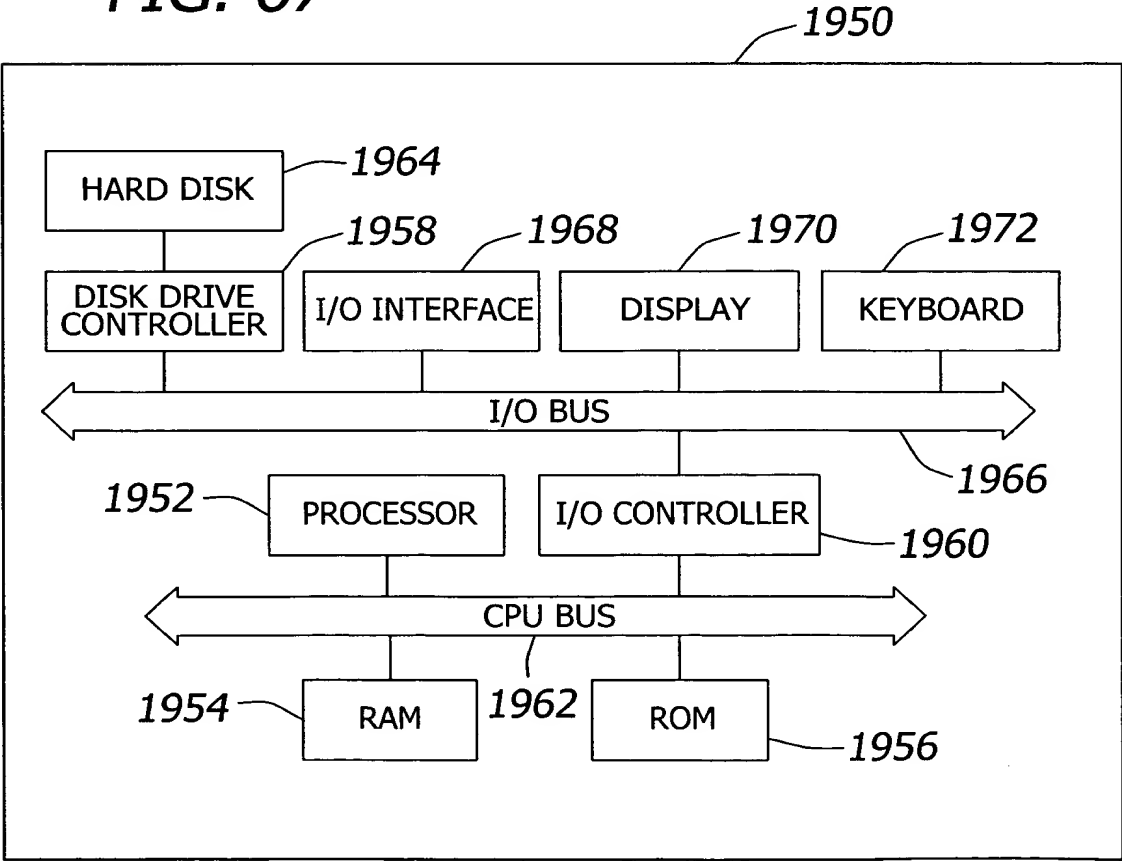 1950
HARD DISK
1964
1958
1968
1970
1972
DISK DRIVE
CONTROLLER
I/O INTERFACE
DISPLAY
KEYBOARD
I/O BUS
1966
1952
PROCESSOR
I/O CONTROLLER
1960
CPU BUS
1954
RAM
1962
ROM
1956